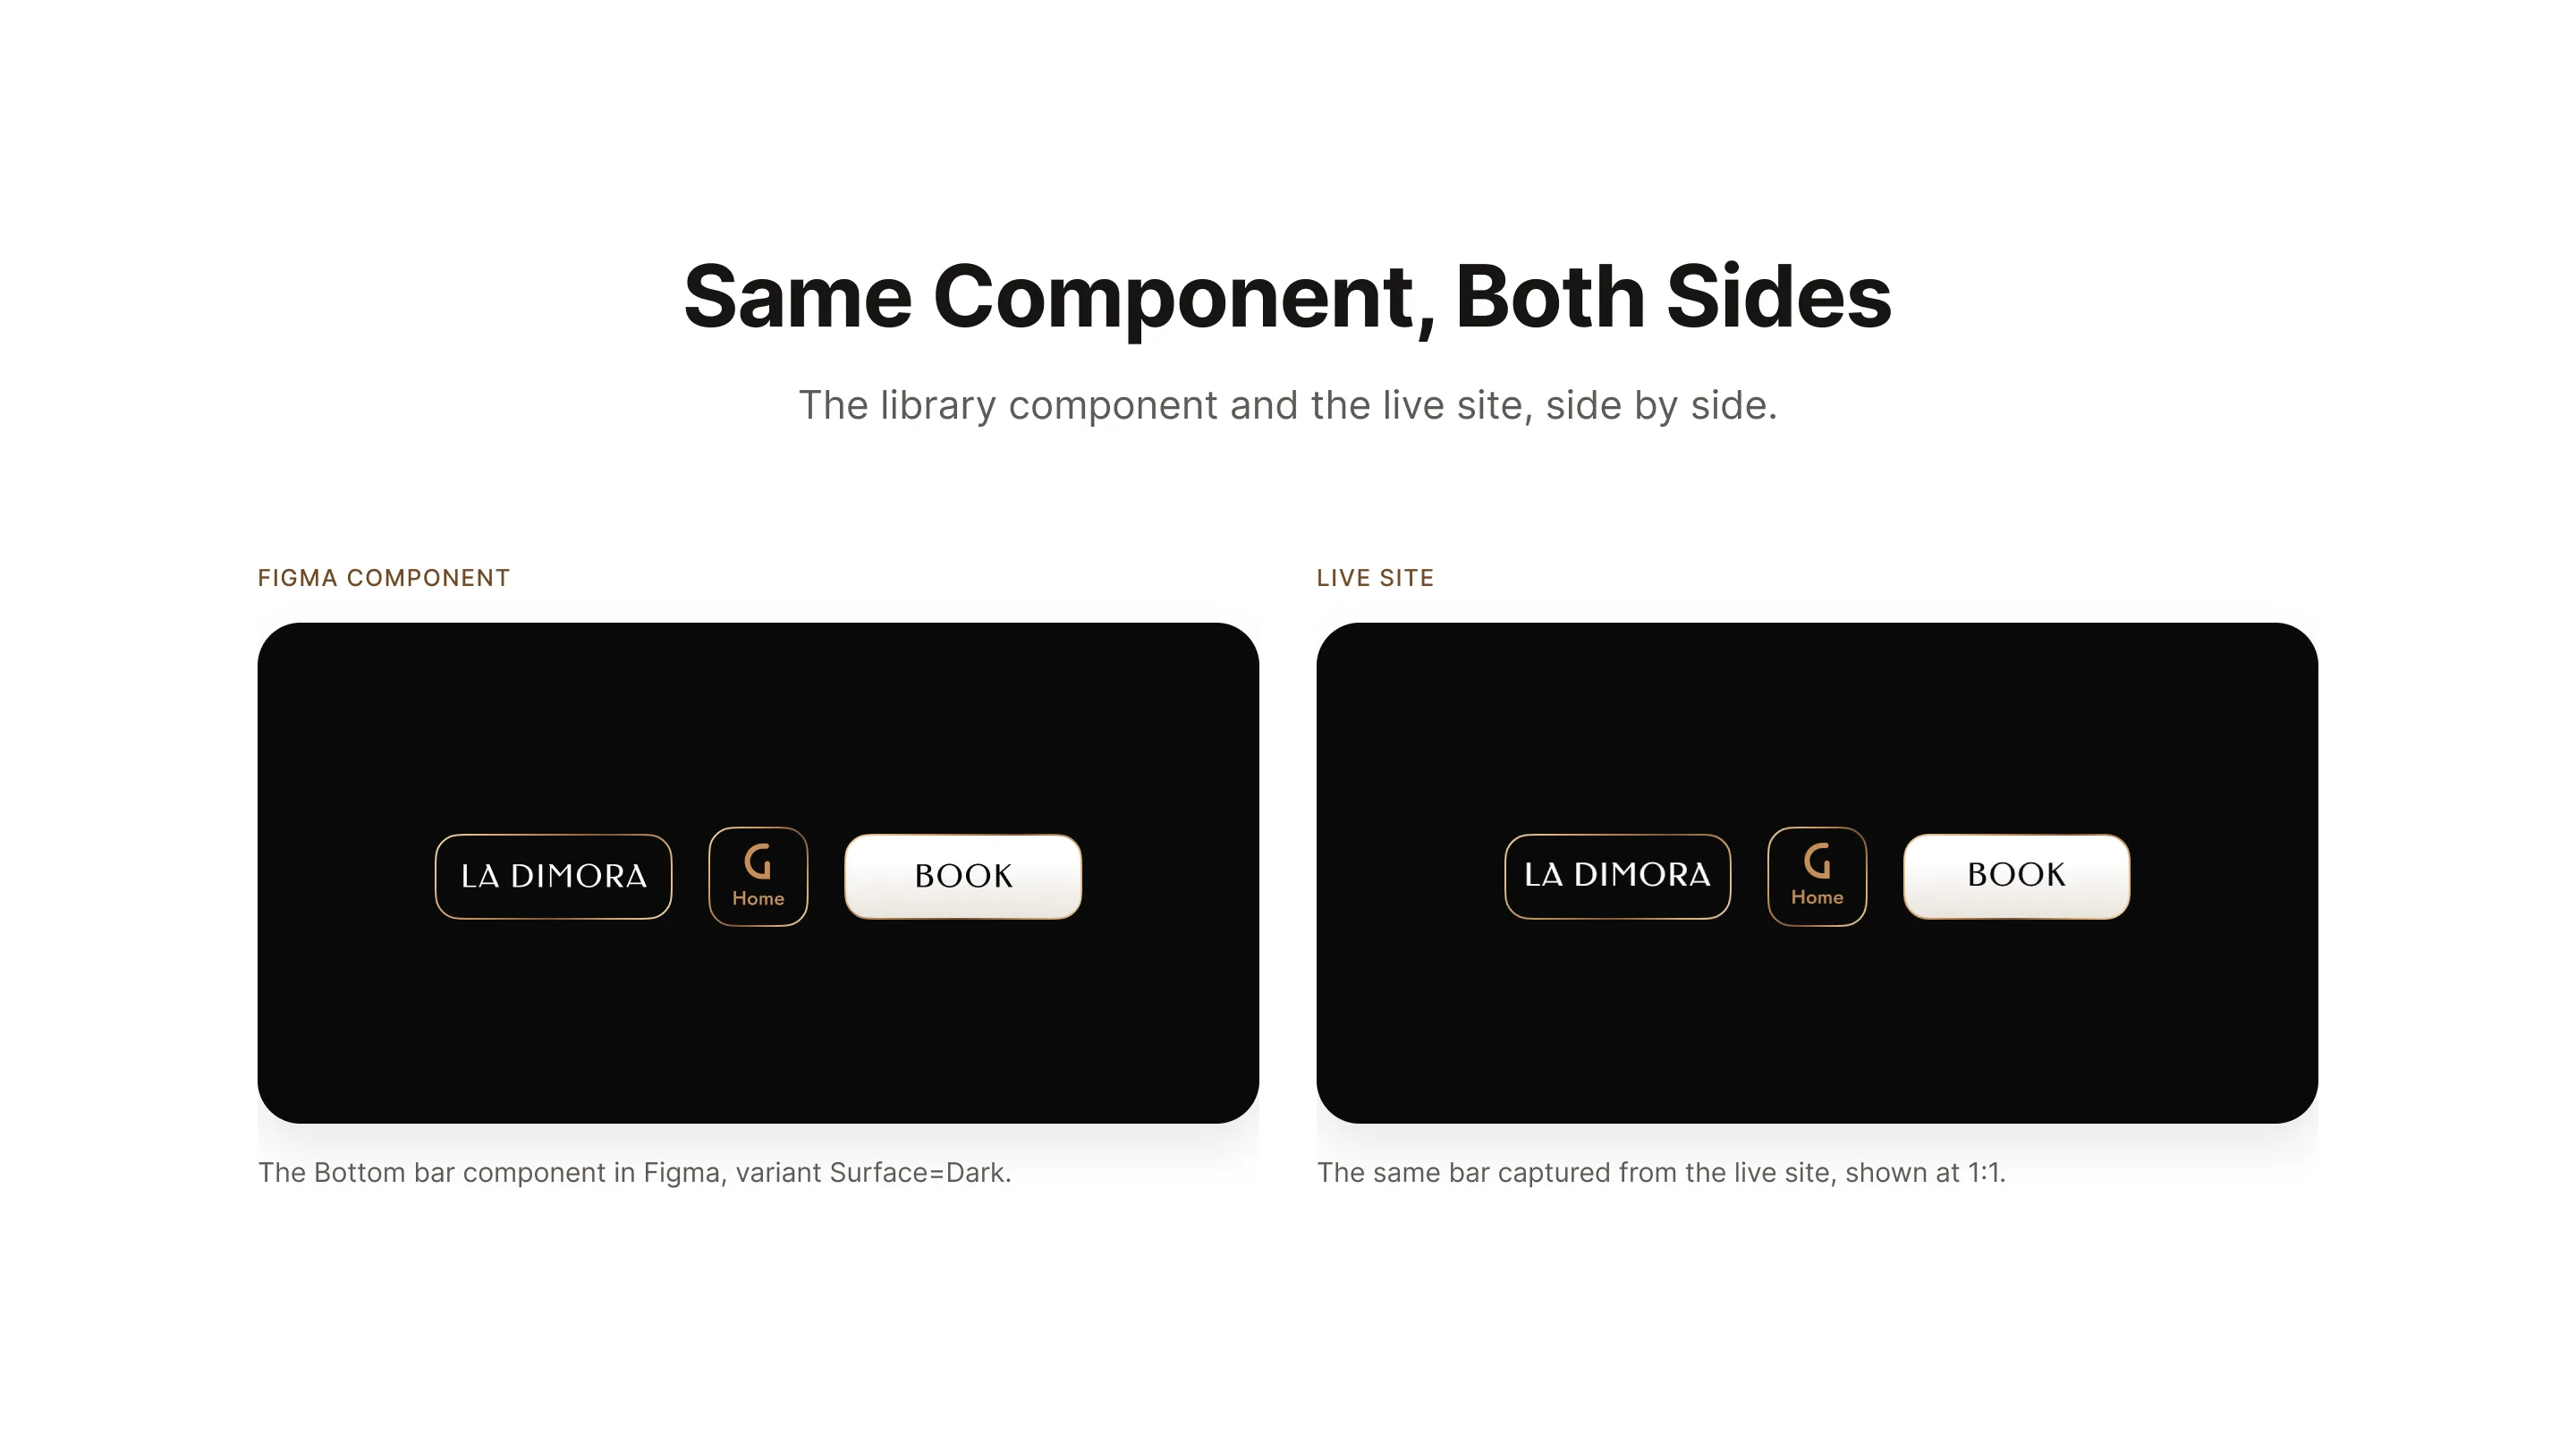 Same Component, Both Sides
The library component and the live site, side by side.
FIGMA COMPONENT
LA DIMORA
Home
BOOK
The Bottom bar component in Figma, variant Surface=Dark.
LIVE SITE
LA DIMORA
Home
BOOK
The same bar captured from the live site, shown at 1:1.